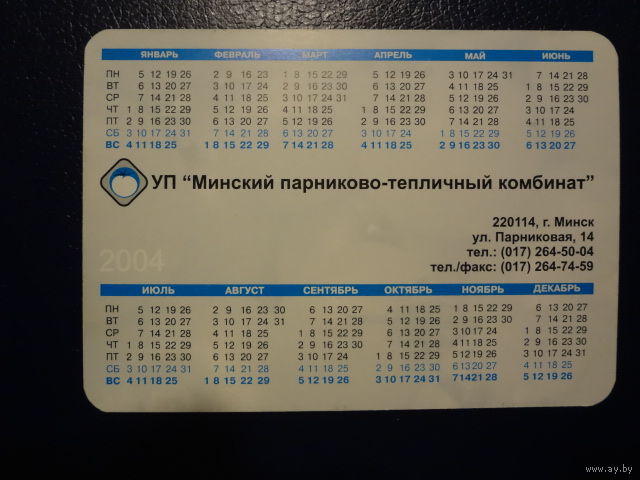 ЯНВАРЬ ФЕВРАЛЬ МАРТ АПРЕЛЬ МАЙ ИЮНЬ
ПН 5 12 19 26 2 9 16 23 1 8 15 22 29 5 12 19 26 3 10 17 24 31 7 14 21 28
ВТ 6 13 20 27 3 10 17 24 2 9 16 23 30 6 13 20 27 4 11 18 25 1 8 15 22 29
СР 7 14 21 28 4 11 18 25 3 10 17 24 31 7 14 21 28 5 12 19 26 2 9 16 23 30
ЧТ 1 8 15 22 29 5 12 19 26 4 11 18 25 1 8 15 22 29 6 13 20 27 3 10 17 24
ПТ 2 9 16 23 30 6 13 20 27 5 12 19 26 2 9 16 23 30 7 14 21 28 4 11 18 25
СБ 3 10 17 24 31 7 14 21 28 6 13 20 27 3 10 17 24 1 8 15 22 29 5 12 19 26
ВС 4 11 18 25 1 8 15 22 29 7 14 21 28 4 11 18 25 2 9 16 23 30 6 13 20 27
УП “Минский парниково-тепличный комбинат”
220114, г. Минск
ул. Парниковая, 14
тел.: (017) 264-50-04
2004 тел./факс: (017) 264-74-59
ИЮЛЬ АВГУСТ СЕНТЯБРЬ ОКТЯБРЬ НОЯБРЬ ДЕКАБРЬ
ПН 5 12 19 26 2 9 16 23 30 6 13 20 27 4 11 18 25 1 8 15 22 29 6 13 20 27
ВТ 6 13 20 27 3 10 17 24 31 7 14 21 28 5 12 19 26 2 9 16 23 30 7 14 21 28
СР 7 14 21 28 4 11 18 25 1 8 15 22 29 6 13 20 27 3 10 17 24 1 8 15 22 29
ЧТ 1 8 15 22 29 5 12 19 26 2 9 16 23 30 7 14 21 28 4 11 18 25 2 9 16 23 30
ПТ 2 9 16 23 30 6 13 20 27 3 10 17 24 1 8 15 22 29 5 12 19 26 3 10 17 24 31
СБ 3 10 17 24 31 7 14 21 28 4 11 18 25 2 9 16 23 30 6 13 20 27 4 11 18 25
ВС 4 11 18 25 1 8 15 22 29 5 12 19 26 3 10 17 24 31 7 14 21 28 5 12 19 26
www.ay.by